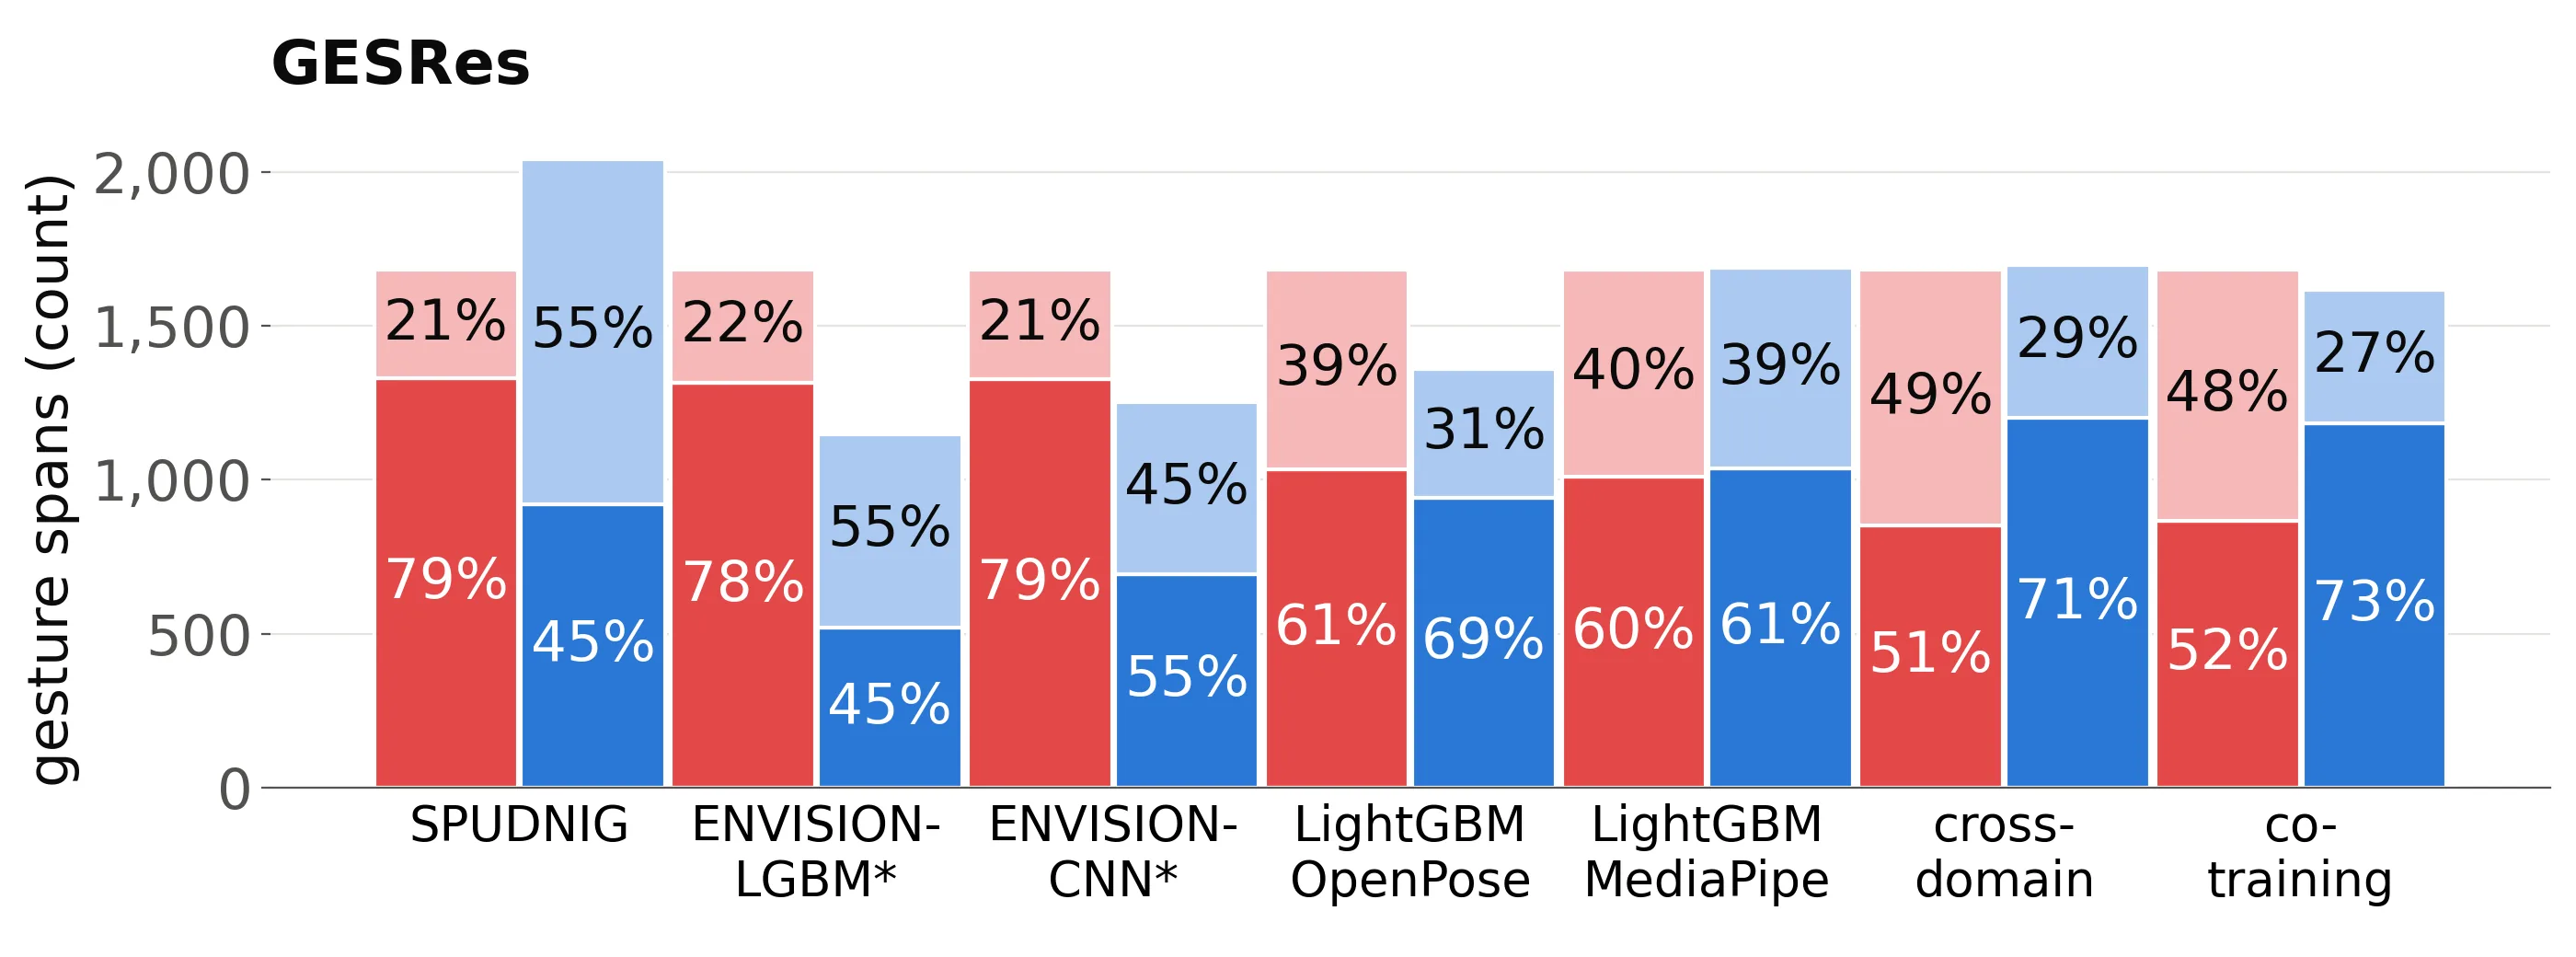 GESRes
gesture spans (count)
2,000
1,500
1,000
500
0
21% 55% 22% 21% 39% 40% 39% 49% 29% 48% 27%
55% 45% 31%
79% 45% 78% 45% 79% 55% 61% 69% 60% 61% 51% 71% 52% 73%
SPUDNIG
ENVISION-
LGBM*
ENVISION-
CNN*
LightGBM
OpenPose
LightGBM
MediaPipe
cross-
domain
co-
training